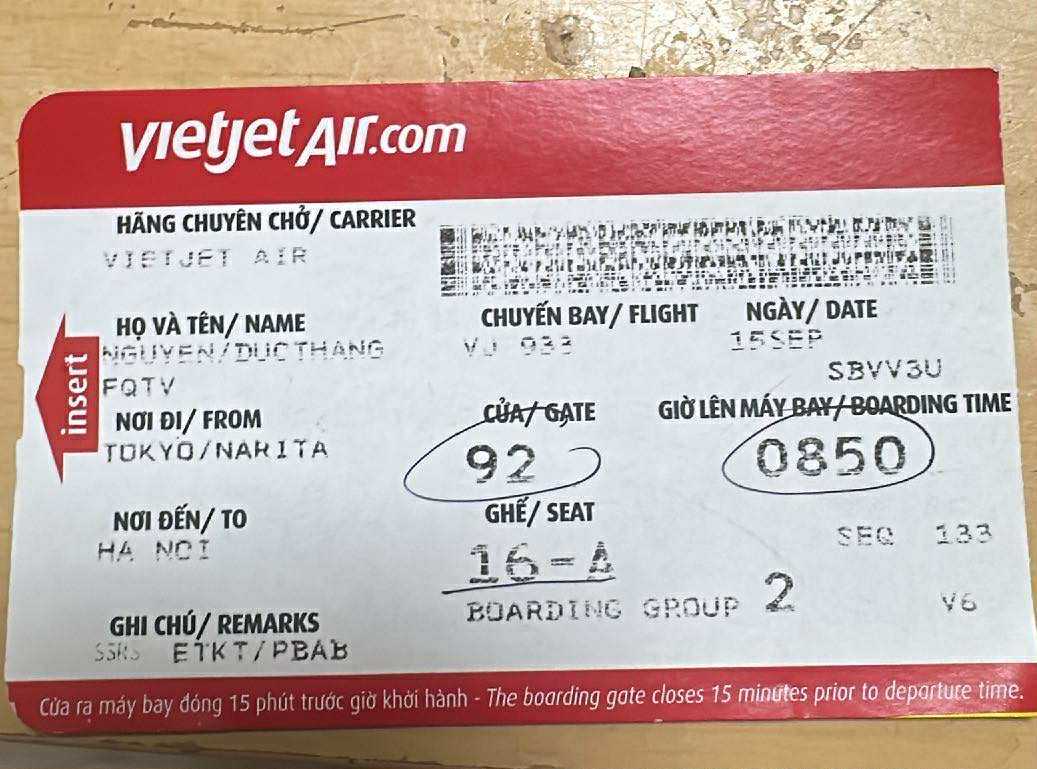 vietjetAir.com
HÃNG CHUYÊN CHỞ/ CARRIER
VIETJET AIR
HỌ VÀ TÊN/ NAME
NGUYEN/DUCTHANG
FQTV
CHUYẾN BAY/ FLIGHT
VJ 933
NGÀY/ DATE
15SEP
SBVV3U
insert
NƠI ĐI/ FROM
TOKYO/NARITA
CỬA/ GATE
92
GIỜ LÊN MÁY BAY/ BOARDING TIME
0850
NƠI ĐẾN/ TO
HA NOI
GHẾ/ SEAT
16-A
SEQ 133
BOARDING GROUP 2
V6
GHI CHÚ/ REMARKS
SSRS ETKT/PBAB
Cửa ra máy bay đóng 15 phút trước giờ khởi hành - The boarding gate closes 15 minutes prior to departure time.